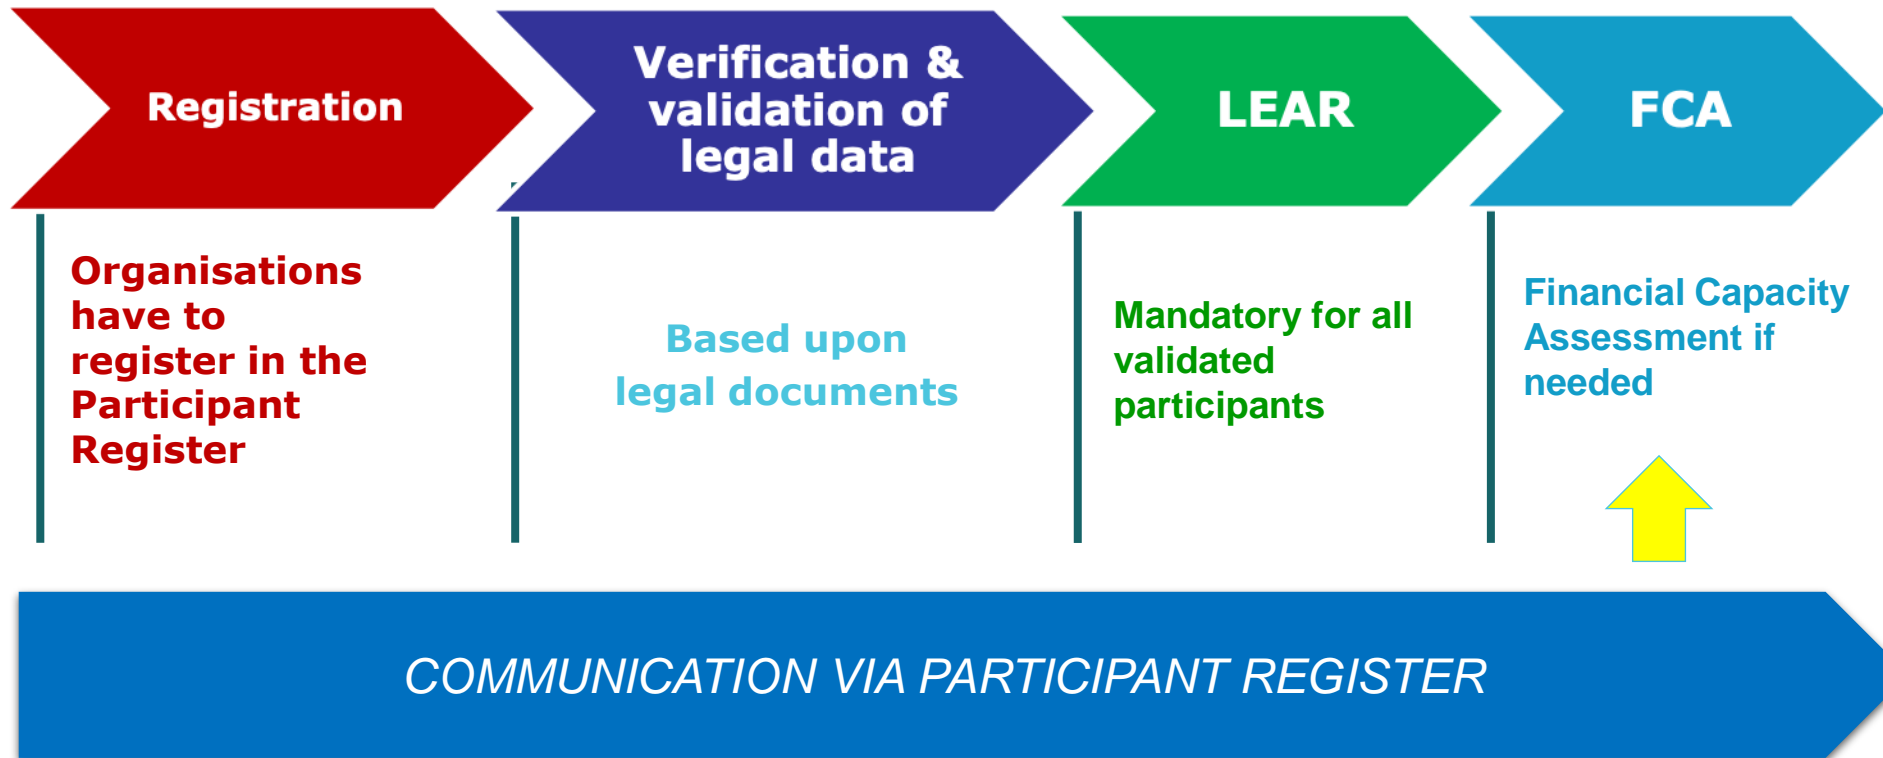 Registration
Verification &
validation of
legal data
LEAR
FCA
Organisations
have to
register in the
Participant
Register
Based upon
legal documents
Mandatory for all
validated
participants
Financial Capacity
Assessment if
needed
COMMUNICATION VIA PARTICIPANT REGISTER